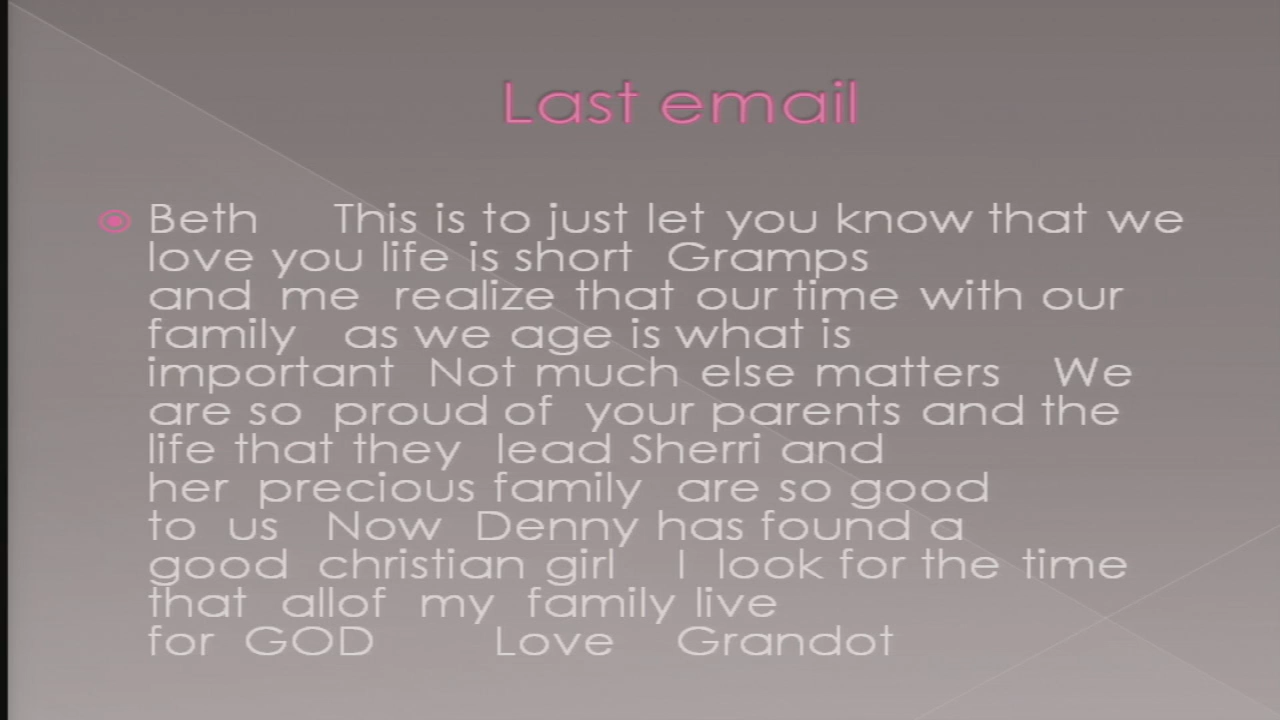 Last email
Beth This is to just let you know that we
love you life is short Gramps
and me realize that our time with our
family as we age is what is
important Not much else matters We
are so proud of your parents and the
life that they lead Sherri and
her precious family are so good
to us Now Denny has found a
good christian girl I look for the time
that allof my family live
for GOD Love Grandot